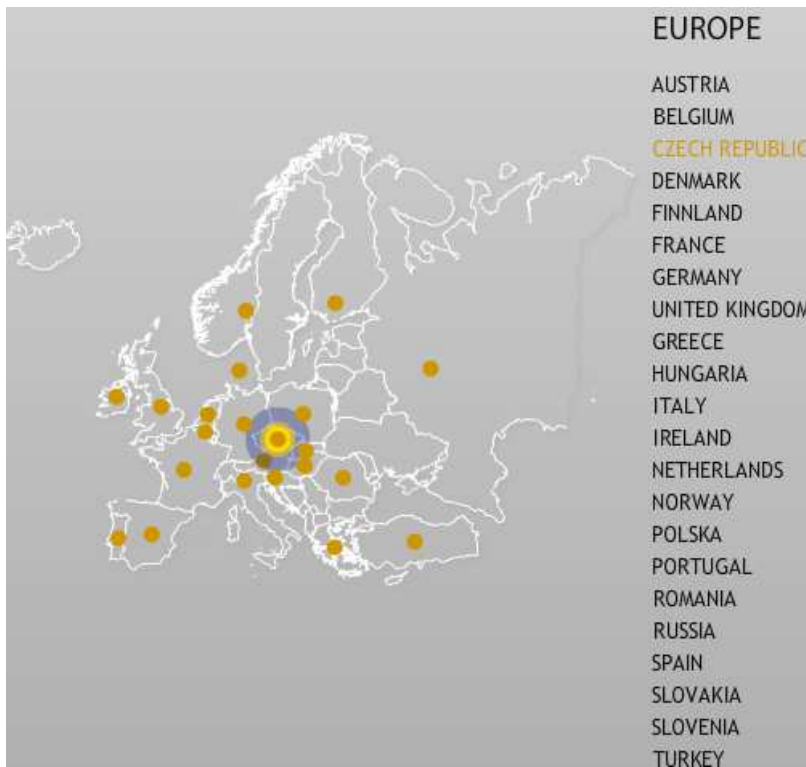 EUROPE
AUSTRIA
BELGIUM
CZECH REPUBLIC
DENMARK
FINNLAND
FRANCE
GERMANY
UNITED KINGDOM
GREECE
HUNGARIA
ITALY
IRELAND
NETHERLANDS
NORWAY
POLSKA
PORTUGAL
ROMANIA
RUSSIA
SPAIN
SLOVAKIA
SLOVENIA
TURKEY